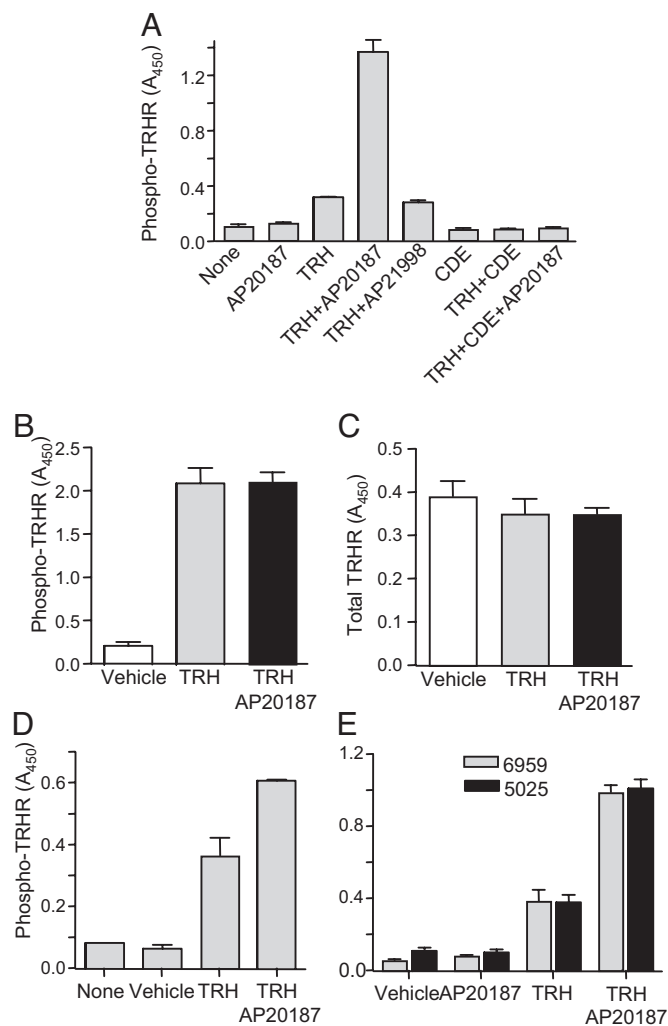 A
Phospho-TRHR (A450)
1.2
0.8
0.4
0.0
None
AP20187
TRH
TRH+AP20187
TRH+AP21998
CDE
TRH+CDE
TRH+CDE+AP20187
B
Phospho-TRHR (A450)
2.5
2.0
1.5
1.0
0.5
0.0
Vehicle TRH TRH
AP20187
C
Total TRHR (A450)
0.5
0.4
0.3
0.2
0.1
0.0
Vehicle TRH TRH
AP20187
D
Phospho-TRHR (A450)
0.6
0.4
0.2
0.0
None Vehicle TRH TRH
AP20187
E
1.2
0.8
0.4
0.0
6959
5025
Vehicle AP20187 TRH TRH
AP20187